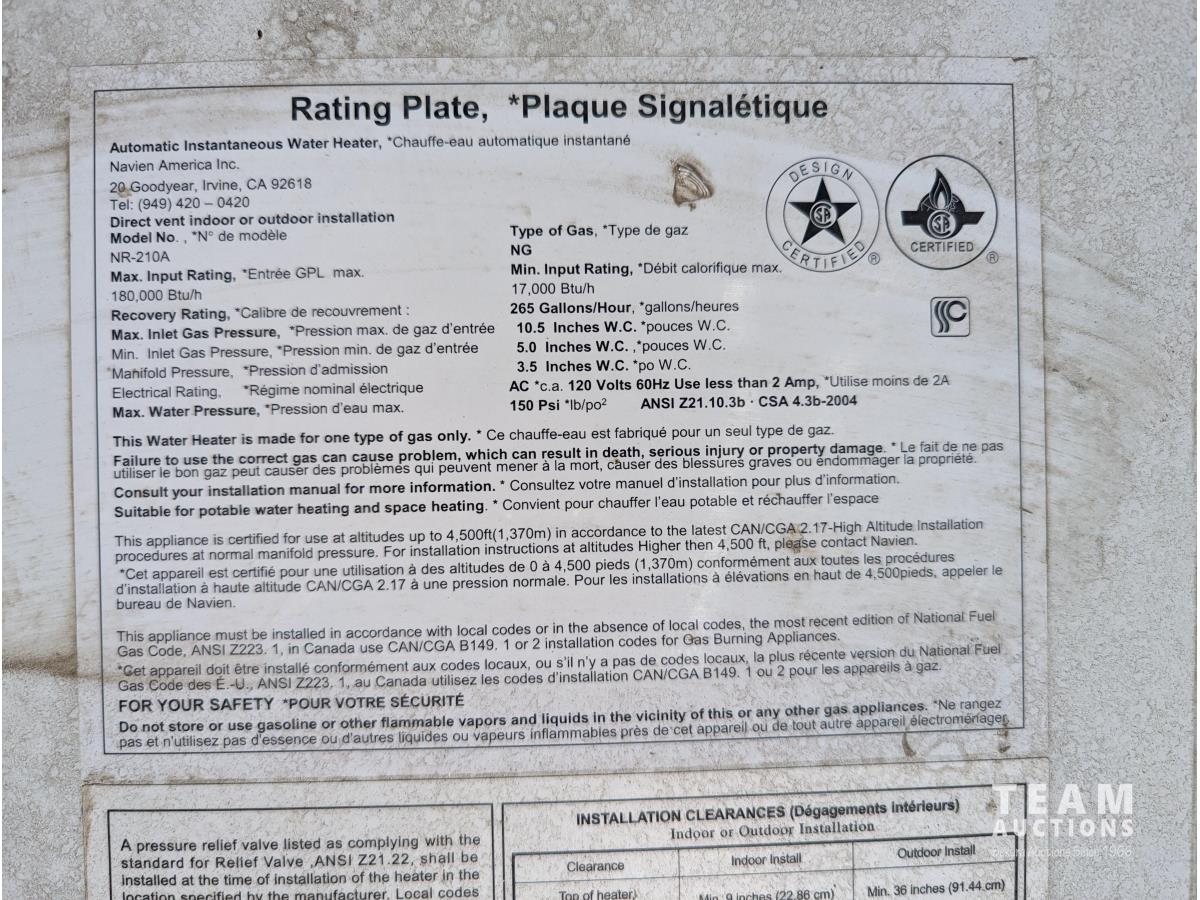 Rating Plate, *Plaque Signalétique
Automatic Instantaneous Water Heater, *Chauffe-eau automatique instantané
Navien America Inc.
20 Goodyear, Irvine, CA 92618
Tel: (949) 420 – 0420
Direct vent indoor or outdoor installation
Model No. , *N° de modèle
NR-210A
Type of Gas, *Type de gaz
NG
DESIGN CERTIFIED ®
CERTIFIED ®
Max. Input Rating, *Entrée GPL max.
180,000 Btu/h
Min. Input Rating, *Débit calorifique max.
17,000 Btu/h
Recovery Rating, *Calibre de recouvrement : 265 Gallons/Hour, *gallons/heures
Max. Inlet Gas Pressure, *Pression max. de gaz d'entrée 10.5 Inches W.C. *pouces W.C.
Min. Inlet Gas Pressure, *Pression min. de gaz d'entrée 5.0 Inches W.C. ,*pouces W.C.
Manifold Pressure, *Pression d'admission 3.5 Inches W.C. *po W.C.
Electrical Rating, *Régime nominal électrique AC *c.a. 120 Volts 60Hz Use less than 2 Amp, *Utilise moins de 2A
Max. Water Pressure, *Pression d'eau max. 150 Psi *lb/po² ANSI Z21.10.3b · CSA 4.3b-2004
This Water Heater is made for one type of gas only. * Ce chauffe-eau est fabriqué pour un seul type de gaz.
Failure to use the correct gas can cause problem, which can result in death, serious injury or property damage. * Le fait de ne pas
utiliser le bon gaz peut causer des problèmes qui peuvent mener à la mort, causer des blessures graves ou endommager la propriété.
Consult your installation manual for more information. * Consultez votre manuel d'installation pour plus d'information.
Suitable for potable water heating and space heating. * Convient pour chauffer l'eau potable et réchauffer l'espace
This appliance is certified for use at altitudes up to 4,500ft(1,370m) in accordance to the latest CAN/CGA 2.17-High Altitude Installation
procedures at normal manifold pressure. For installation instructions at altitudes Higher then 4,500 ft, please contact Navien.
*Cet appareil est certifié pour une utilisation à des altitudes de 0 à 4,500 pieds (1,370m) conformément aux toutes les procédures
d'installation à haute altitude CAN/CGA 2.17 à une pression normale. Pour les installations à élévations en haut de 4,500pieds, appeler le
bureau de Navien.
This appliance must be installed in accordance with local codes or in the absence of local codes, the most recent edition of National Fuel
Gas Code, ANSI Z223. 1, in Canada use CAN/CGA B149. 1 or 2 installation codes for Gas Burning Appliances.
*Cet appareil doit être installé conformément aux codes locaux, ou s'il n'y a pas de codes locaux, la plus récente version du National Fuel
Gas Code des É.-U., ANSI Z223. 1, au Canada utilisez les codes d'installation CAN/CGA B149. 1 ou 2 pour les appareils à gaz.
FOR YOUR SAFETY *POUR VOTRE SÉCURITÉ
Do not store or use gasoline or other flammable vapors and liquids in the vicinity of this or any other gas appliances. *Ne rangez
pas et n'utilisez pas d'essence ou d'autres liquides ou vapeurs inflammables près de cet appareil ou de tout autre appareil électroménager.
A pressure relief valve listed as complying with the
standard for Relief Valve ,ANSI Z21.22, shall be
installed at the time of installation of the heater in the
location specified by the manufacturer. Local codes
INSTALLATION CLEARANCES (Dégagements Intérieurs)
Indoor or Outdoor Installation
Clearance Indoor Install Outdoor Install
Top of heater, Min. 9 inches (22.86 cm) Min. 36 inches (91.44 cm)
TEAM
AUCTIONS